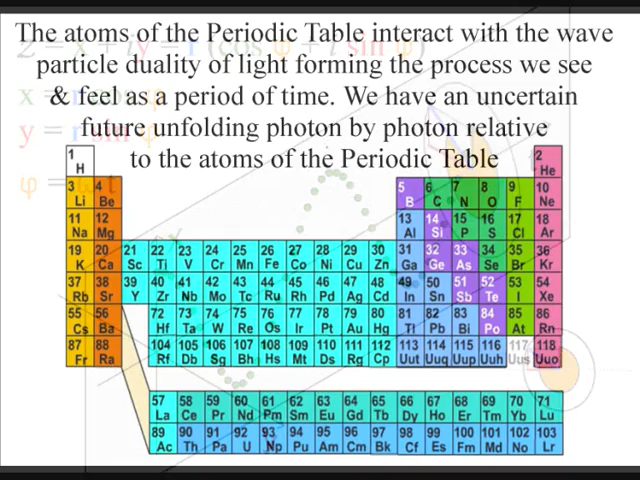 The atoms of the Periodic Table interact with the wave
particle duality of light forming the process we see
& feel as a period of time. We have an uncertain
future unfolding photon by photon relative
to the atoms of the Periodic Table
1 2
H He
3 4 5 6 7 8 9 10
Li Be B C N O F Ne
11 12 13 14 15 16 17 18
Na Mg Al Si P S Cl Ar
19 20 21 22 23 24 25 26 27 28 29 30 31 32 33 34 35 36
K Ca Sc Ti V Cr Mn Fe Co Ni Cu Zn Ga Ge As Se Br Kr
37 38 39 40 41 42 43 44 45 46 47 48 49 50 51 52 53 54
Rb Sr Y Zr Nb Mo Tc Ru Rh Pd Ag Cd In Sn Sb Te I Xe
55 56 72 73 74 75 76 77 78 79 80 81 82 83 84 85 86
Cs Ba Hf Ta W Re Os Ir Pt Au Hg Tl Pb Bi Po At Rn
87 88 104 105 106 107 108 109 110 111 112 113 114 115 116 117 118
Fr Ra Rf Db Sg Bh Hs Mt Ds Rg Cp Uut Uuq Uup Uuh Uus Uuo
57 58 59 60 61 62 63 64 65 66 67 68 69 70 71
La Ce Pr Nd Pm Sm Eu Gd Tb Dy Ho Er Tm Yb Lu
89 90 91 92 93 94 95 96 97 98 99 100 101 102 103
Ac Th Pa U Np Pu Am Cm Bk Cf Es Fm Md No Lr